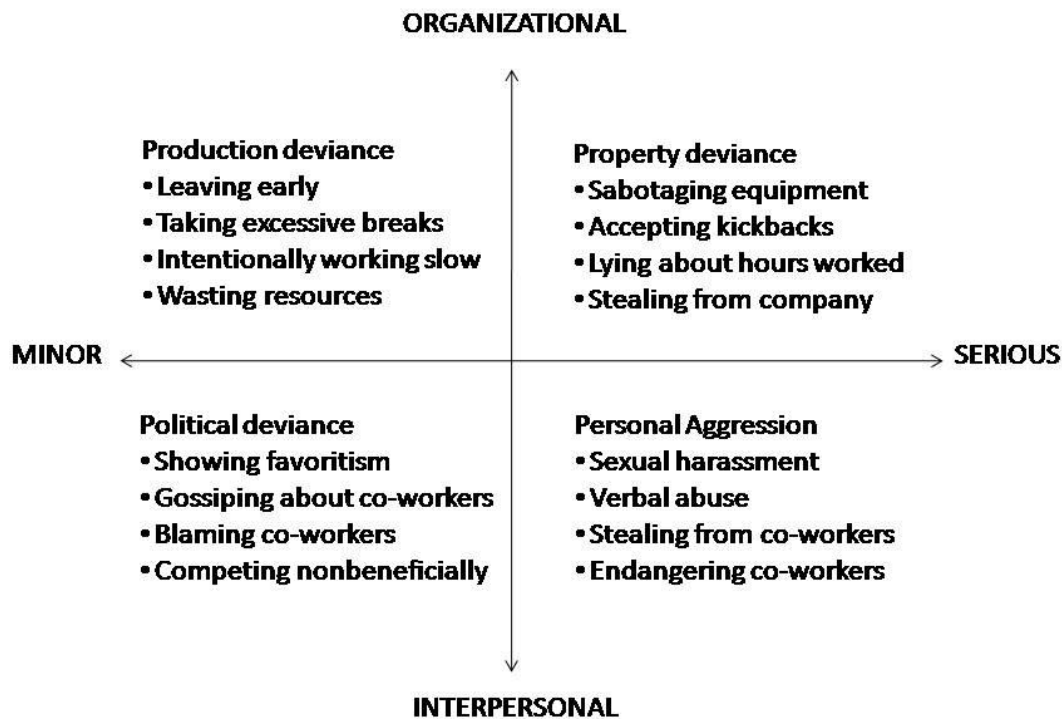 ORGANIZATIONAL
Production deviance
• Leaving early
• Taking excessive breaks
• Intentionally working slow
• Wasting resources
Property deviance
• Sabotaging equipment
• Accepting kickbacks
• Lying about hours worked
• Stealing from company
MINOR
SERIOUS
Political deviance
• Showing favoritism
• Gossiping about co-workers
• Blaming co-workers
• Competing nonbeneficially
Personal Aggression
• Sexual harassment
• Verbal abuse
• Stealing from co-workers
• Endangering co-workers
INTERPERSONAL